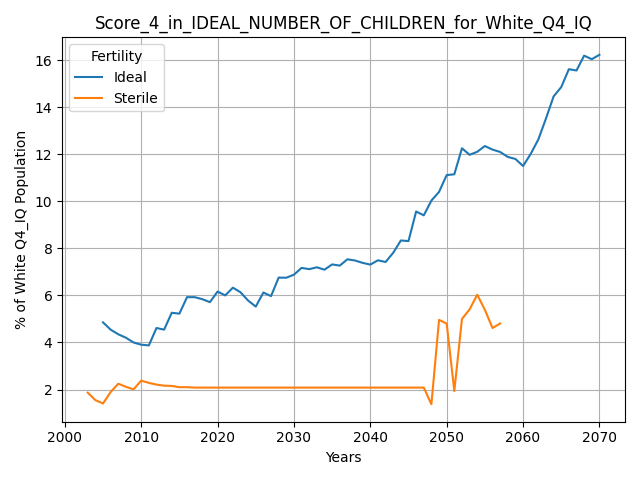 Score_4_in_IDEAL_NUMBER_OF_CHILDREN_for_White_Q4_IQ
Fertility
Ideal
Sterile
% of White Q4_IQ Population
16
14
12
10
8
6
4
2
2000 2010 2020 2030 2040 2050 2060 2070
Years